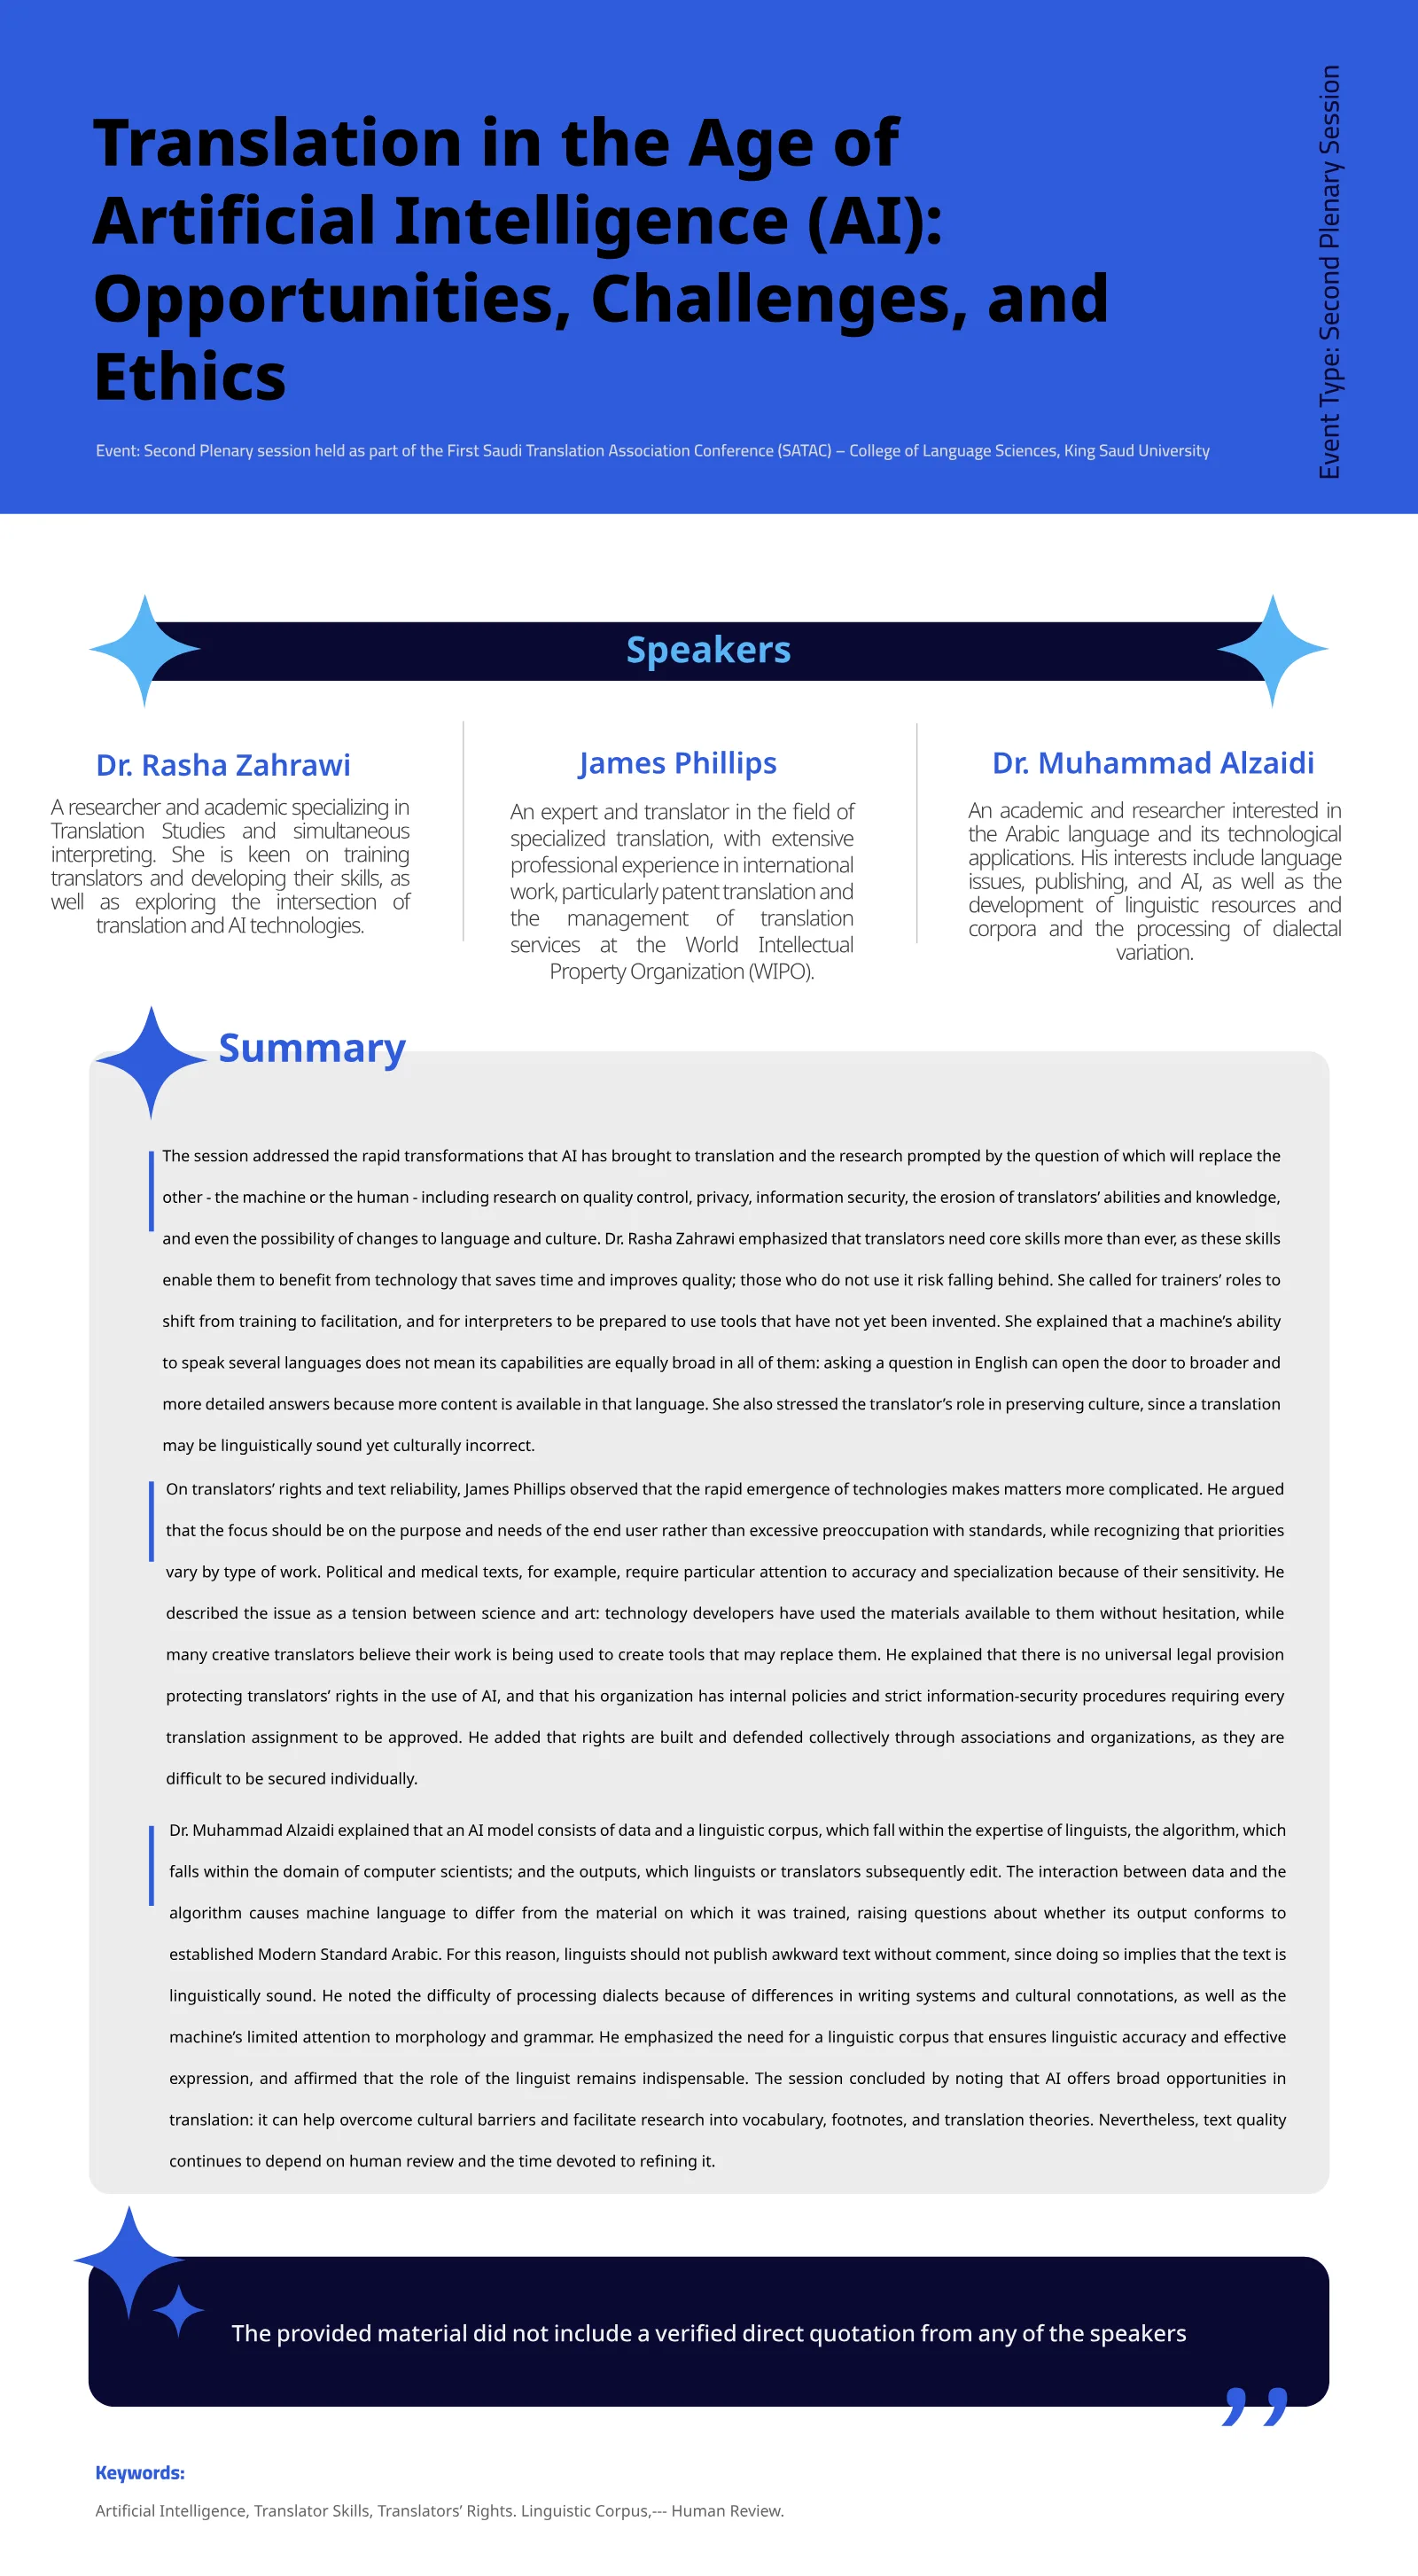 Translation in the Age of
Artificial Intelligence (AI):
Opportunities, Challenges, and
Ethics
Event: Second Plenary session held as part of the First Saudi Translation Association Conference (SATAC) – College of Language Sciences, King Saud University
Event Type: Second Plenary Session
Speakers
Dr. Rasha Zahrawi
A researcher and academic specializing in
Translation Studies and simultaneous
interpreting. She is keen on training
translators and developing their skills, as
well as exploring the intersection of
translation and AI technologies.
James Phillips
An expert and translator in the field of
specialized translation, with extensive
professional experience in international
work, particularly patent translation and
the management of translation
services at the World Intellectual
Property Organization (WIPO).
Dr. Muhammad Alzaidi
An academic and researcher interested in
the Arabic language and its technological
applications. His interests include language
issues, publishing, and AI, as well as the
development of linguistic resources and
corpora and the processing of dialectal
variation.
Summary
The session addressed the rapid transformations that AI has brought to translation and the research prompted by the question of which will replace the
other - the machine or the human - including research on quality control, privacy, information security, the erosion of translators’ abilities and knowledge,
and even the possibility of changes to language and culture. Dr. Rasha Zahrawi emphasized that translators need core skills more than ever, as these skills
enable them to benefit from technology that saves time and improves quality; those who do not use it risk falling behind. She called for trainers’ roles to
shift from training to facilitation, and for interpreters to be prepared to use tools that have not yet been invented. She explained that a machine’s ability
to speak several languages does not mean its capabilities are equally broad in all of them: asking a question in English can open the door to broader and
more detailed answers because more content is available in that language. She also stressed the translator’s role in preserving culture, since a translation
may be linguistically sound yet culturally incorrect.
On translators’ rights and text reliability, James Phillips observed that the rapid emergence of technologies makes matters more complicated. He argued
that the focus should be on the purpose and needs of the end user rather than excessive preoccupation with standards, while recognizing that priorities
vary by type of work. Political and medical texts, for example, require particular attention to accuracy and specialization because of their sensitivity. He
described the issue as a tension between science and art: technology developers have used the materials available to them without hesitation, while
many creative translators believe their work is being used to create tools that may replace them. He explained that there is no universal legal provision
protecting translators’ rights in the use of AI, and that his organization has internal policies and strict information-security procedures requiring every
translation assignment to be approved. He added that rights are built and defended collectively through associations and organizations, as they are
difficult to be secured individually.
Dr. Muhammad Alzaidi explained that an AI model consists of data and a linguistic corpus, which fall within the expertise of linguists, the algorithm, which
falls within the domain of computer scientists; and the outputs, which linguists or translators subsequently edit. The interaction between data and the
algorithm causes machine language to differ from the material on which it was trained, raising questions about whether its output conforms to
established Modern Standard Arabic. For this reason, linguists should not publish awkward text without comment, since doing so implies that the text is
linguistically sound. He noted the difficulty of processing dialects because of differences in writing systems and cultural connotations, as well as the
machine’s limited attention to morphology and grammar. He emphasized the need for a linguistic corpus that ensures linguistic accuracy and effective
expression, and affirmed that the role of the linguist remains indispensable. The session concluded by noting that AI offers broad opportunities in
translation: it can help overcome cultural barriers and facilitate research into vocabulary, footnotes, and translation theories. Nevertheless, text quality
continues to depend on human review and the time devoted to refining it.
The provided material did not include a verified direct quotation from any of the speakers
”
Keywords:
Artificial Intelligence, Translator Skills, Translators’ Rights. Linguistic Corpus,--- Human Review.